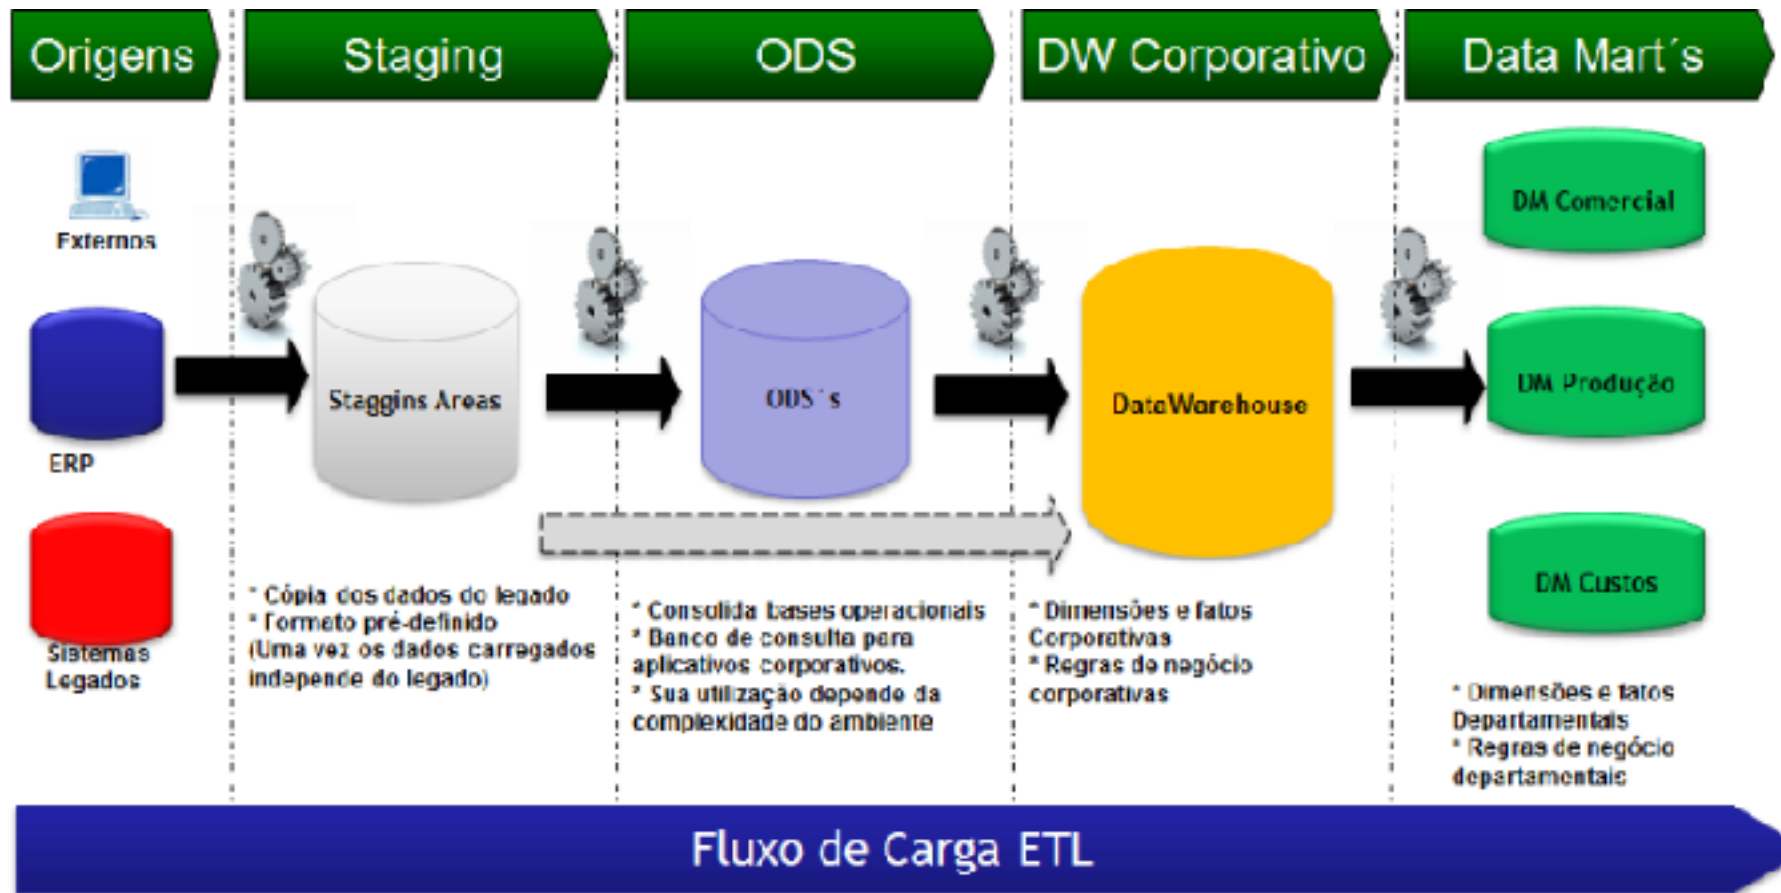 Origens
Staging
ODS
DW Corporativo
Data Mart´s
Externos
ERP
Sistemas
Legados
Staggins Areas
* Cópia dos dados do legado
* Formato pré-definido
(Uma vez os dados carregados
independe do legado)
ODS´s
* Consolida bases operacionais
* Banco de consulta para
aplicativos corporativos.
* Sua utilização depende da
complexidade do ambiente
DataWarehouse
* Dimensões e fatos
Corporativas
* Regras de negócio
corporativas
DM Comercial
DM Produção
DM Custos
* Dimensões e fatos
Departamentais
* Regras de negócio
departamentais
Fluxo de Carga ETL